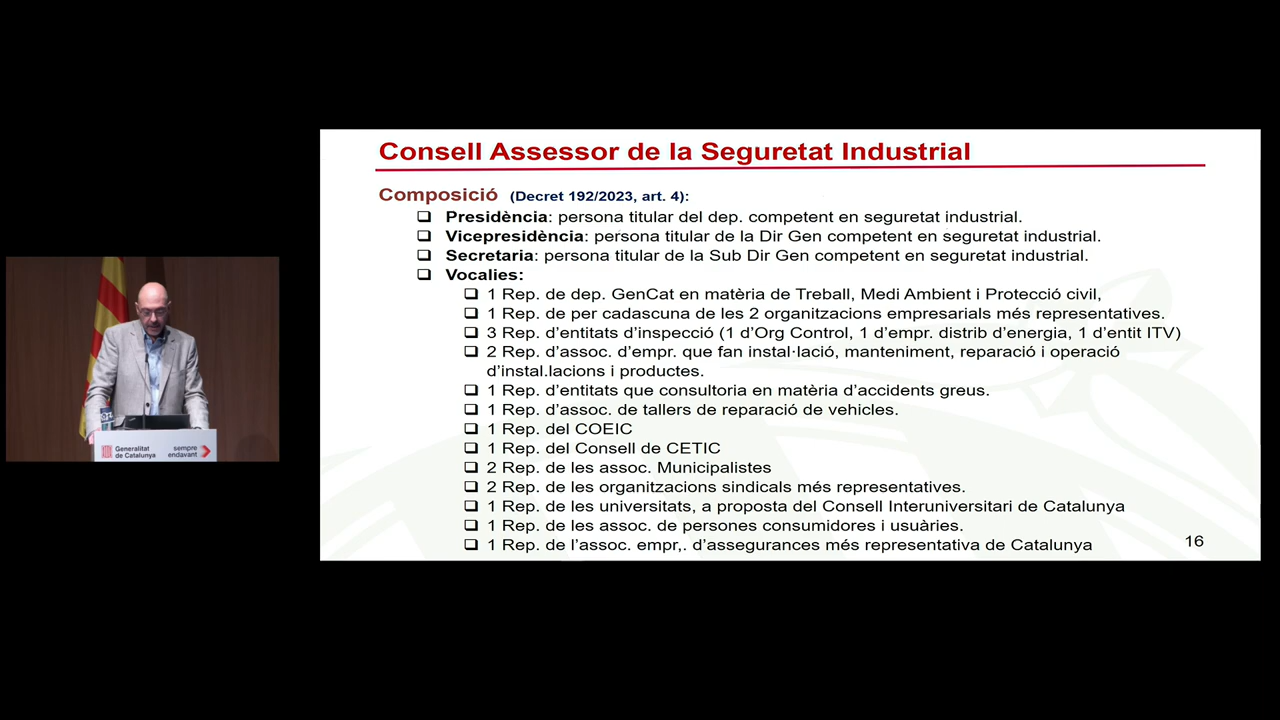 Consell Assessor de la Seguretat Industrial
Composició (Decret 192/2023, art. 4):
Presidència: persona titular del dep. competent en seguretat industrial.
Vicepresidència: persona titular de la Dir Gen competent en seguretat industrial.
Secretaria: persona titular de la Sub Dir Gen competent en seguretat industrial.
Vocalies:
1 Rep. de dep. GenCat en matèria de Treball, Medi Ambient i Protecció civil,
1 Rep. de per cadascuna de les 2 organitzacions empresarials més representatives.
3 Rep. d’entitats d’inspecció (1 d’Org Control, 1 d’empr. distrib d’energia, 1 d’entit ITV)
2 Rep. d’assoc. d’empr. que fan instal·lació, manteniment, reparació i operació
d’instal.lacions i productes.
1 Rep. d’entitats que consultoria en matèria d’accidents greus.
1 Rep. d’assoc. de tallers de reparació de vehicles.
1 Rep. del COEIC
1 Rep. del Consell de CETIC
2 Rep. de les assoc. Municipalistes
2 Rep. de les organitzacions sindicals més representatives.
1 Rep. de les universitats, a proposta del Consell Interuniversitari de Catalunya
1 Rep. de les assoc. de persones consumidores i usuàries.
1 Rep. de l’assoc. empr,. d’assegurances més representativa de Catalunya
16
Generalitat
de Catalunya
sempre
endavant